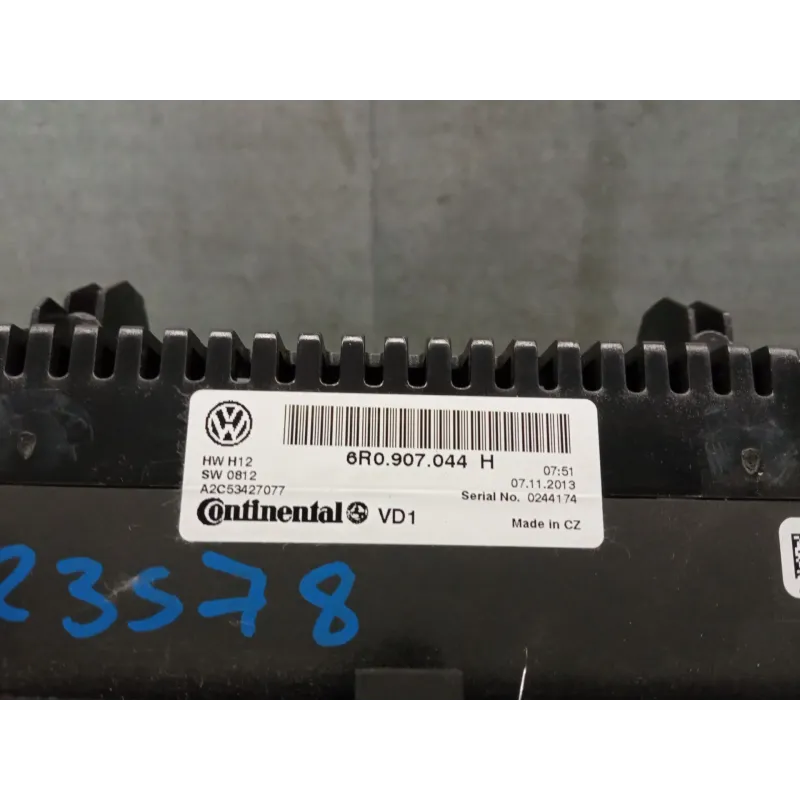 6R0.907.044 H
HW H12
SW 0812
A2C53427077
07:51
07.11.2013
Serial No. 0244174
Continental VD1
Made in CZ
23578